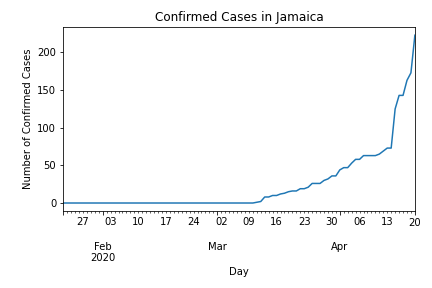 Confirmed Cases in Jamaica
Number of Confirmed Cases
200
150
100
50
0
27 03 10 17 24 02 09 16 23 30 06 13 20
Feb Mar Apr
2020
Day